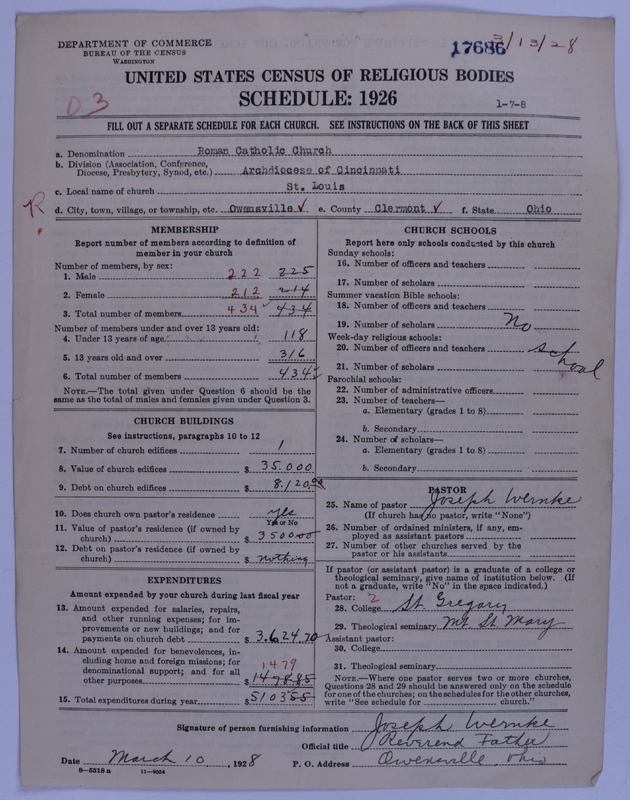 DEPARTMENT OF COMMERCE
BUREAU OF THE CENSUS
WASHINGTON
17686 3/13/28
UNITED STATES CENSUS OF RELIGIOUS BODIES
SCHEDULE: 1926
1-7-8
FILL OUT A SEPARATE SCHEDULE FOR EACH CHURCH. SEE INSTRUCTIONS ON THE BACK OF THIS SHEET
a. Denomination Roman Catholic Church
b. Division (Association, Conference, Diocese, Presbytery, Synod, etc.) Archdiocese of Cincinnati
c. Local name of church St. Louis
R
d. City, town, village, or township, etc. Owensville e. County Clermont f. State Ohio
MEMBERSHIP
Report number of members according to definition of
member in your church
Number of members, by sex:
1. Male 222 225
2. Female 212 214
3. Total number of members 434 434
Number of members under and over 13 years old:
4. Under 13 years of age 118
5. 13 years old and over 316
6. Total number of members 434
NOTE.—The total given under Question 6 should be the
same as the total of males and females given under Question 3.
CHURCH BUILDINGS
See instructions, paragraphs 10 to 12
7. Number of church edifices 1
8. Value of church edifices $ 35.000
9. Debt on church edifices $ 8.120.00
10. Does church own pastor's residence? yes
Yes or No
11. Value of pastor's residence (if owned by
church) $ 3500.00
12. Debt on pastor's residence (if owned by
church) $ nothing
EXPENDITURES
Amount expended by your church during last fiscal year
13. Amount expended for salaries, repairs,
and other running expenses; for im-
provements or new buildings; and for
payments on church debt $ 3.624.70
14. Amount expended for benevolences, in-
cluding home and foreign missions; for
denominational support; and for all 1479
other purposes $ 1478.85
15. Total expenditures during year $ 5103.55
CHURCH SCHOOLS
Report here only schools conducted by this church
Sunday schools:
16. Number of officers and teachers
17. Number of scholars
Summer vacation Bible schools:
18. Number of officers and teachers
19. Number of scholars No
Week-day religious schools:
20. Number of officers and teachers school
21. Number of scholars
Parochial schools:
22. Number of administrative officers
23. Number of teachers—
a. Elementary (grades 1 to 8)
b. Secondary
24. Number of scholars—
a. Elementary (grades 1 to 8)
b. Secondary
PASTOR
25. Name of pastor Joseph Wernke
(If church has no pastor, write "None")
26. Number of ordained ministers, if any, em-
ployed as assistant pastors
27. Number of other churches served by the
pastor or his assistants
If pastor (or assistant pastor) is a graduate of a college or
theological seminary, give name of institution below. (If
not a graduate, write "No" in the space indicated.)
Pastor: 2
28. College St. Gregory
29. Theological seminary Mt. St Mary
Assistant pastor:
30. College
31. Theological seminary
NOTE.—Where one pastor serves two or more churches,
Questions 28 and 29 should be answered only on the schedule
for one of the churches; on the schedules for the other churches,
write "See schedule for church."
Signature of person furnishing information Joseph Wernke
Official title Reverend Father
Date March 10, 1928 P. O. Address Owensville Ohio
8—5518a 11—9054